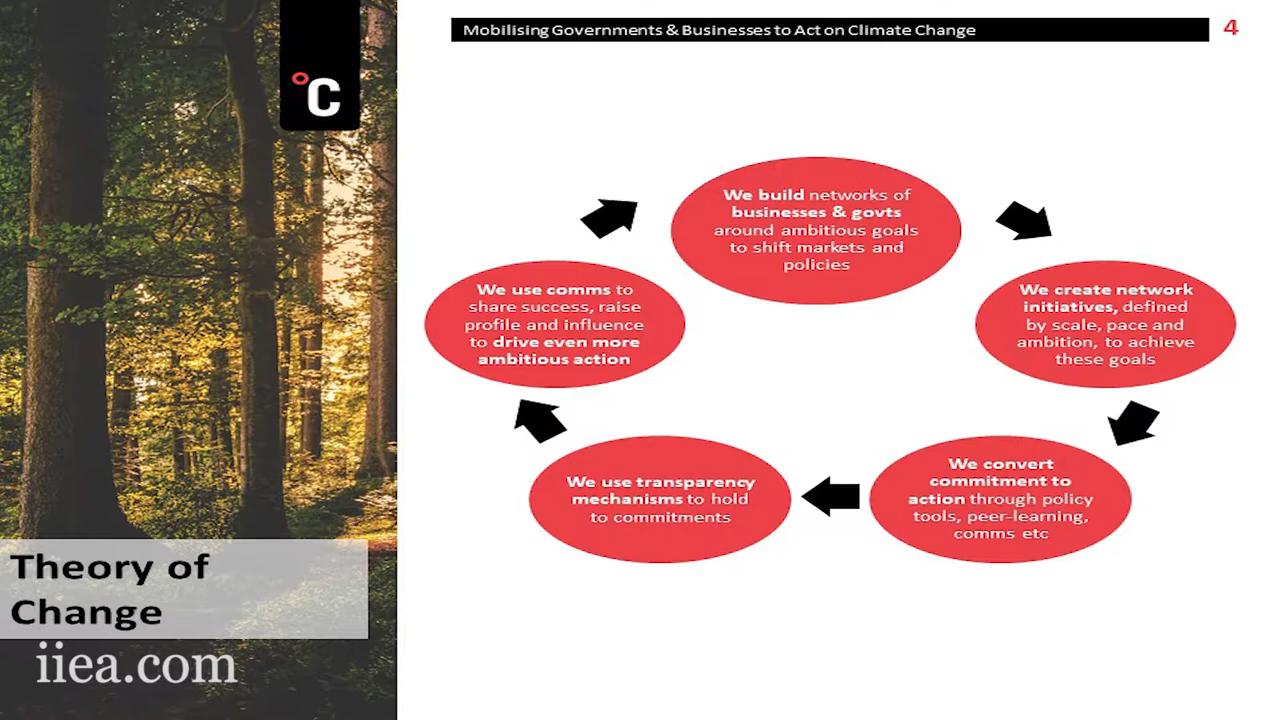 Mobilising Governments & Businesses to Act on Climate Change
4
°C
We build networks of
businesses & govts
around ambitious goals
to shift markets and
policies
We create network
initiatives, defined
by scale, pace and
ambition, to achieve
these goals
We convert
commitment to
action through policy
tools, peer-learning,
comms etc
We use transparency
mechanisms to hold
to commitments
We use comms to
share success, raise
profile and influence
to drive even more
ambitious action
Theory of
Change
iiea.com